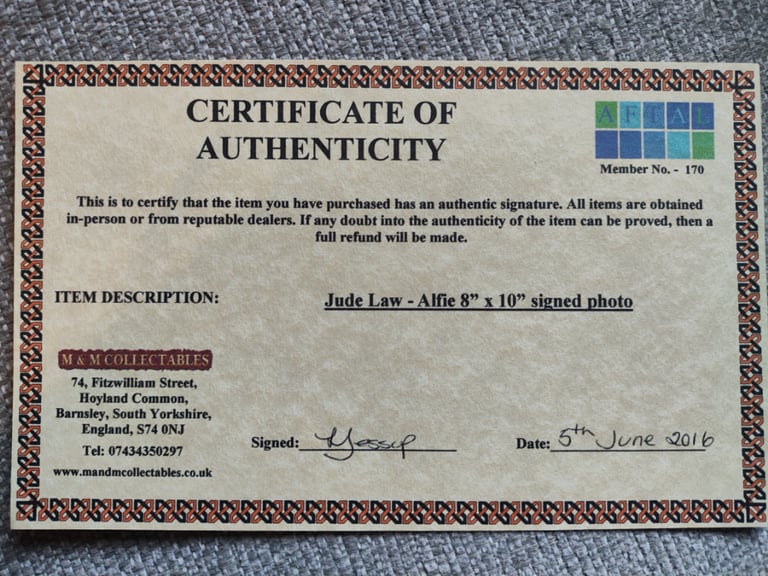 CERTIFICATE OF
AUTHENTICITY
AFTAL
Member No. - 170
This is to certify that the item you have purchased has an authentic signature. All items are obtained
in-person or from reputable dealers. If any doubt into the authenticity of the item can be proved, then a
full refund will be made.
ITEM DESCRIPTION: Jude Law - Alfie 8” x 10” signed photo
M & M COLLECTABLES
74, Fitzwilliam Street,
Hoyland Common,
Barnsley, South Yorkshire,
England, S74 0NJ
Tel: 07434350297
www.mandmcollectables.co.uk
Signed:
Date: 5th June 2016